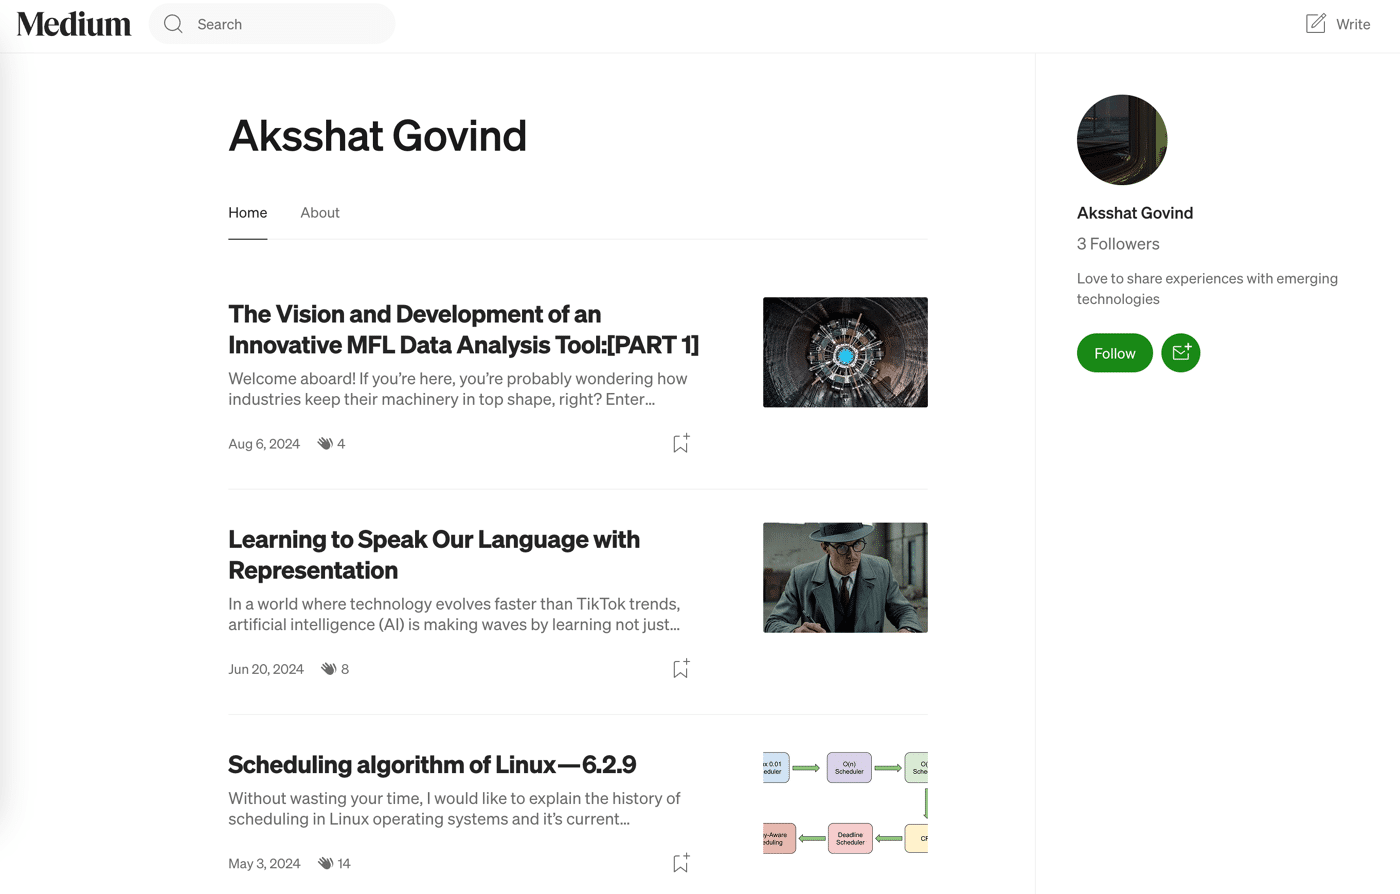 Medium
Search
Write
Aksshat Govind
Home
About
The Vision and Development of an
Innovative MFL Data Analysis Tool:[PART 1]
Welcome aboard! If you’re here, you’re probably wondering how
industries keep their machinery in top shape, right? Enter…
Aug 6, 2024
4
Learning to Speak Our Language with
Representation
In a world where technology evolves faster than TikTok trends,
artificial intelligence (AI) is making waves by learning not just…
Jun 20, 2024
8
Scheduling algorithm of Linux — 6.2.9
Without wasting your time, I would like to explain the history of
scheduling in Linux operating systems and it’s current…
May 3, 2024
14
0.01
O(n)
Scheduler
Deadline
Scheduler
Aksshat Govind
3 Followers
Love to share experiences with emerging
technologies
Follow